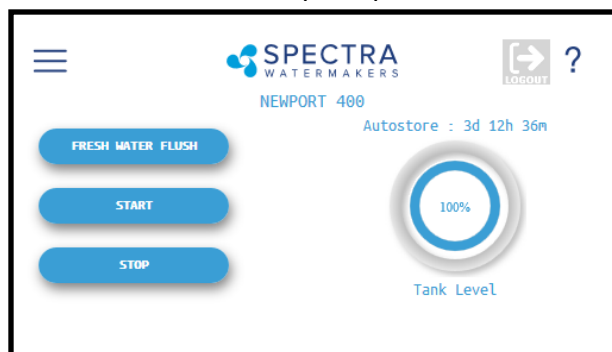 SPECTRA
WATERMAKERS
LOGOUT
?
NEWPORT 400
Autostore : 3d 12h 36m
FRESH WATER FLUSH
START
100%
STOP
Tank Level